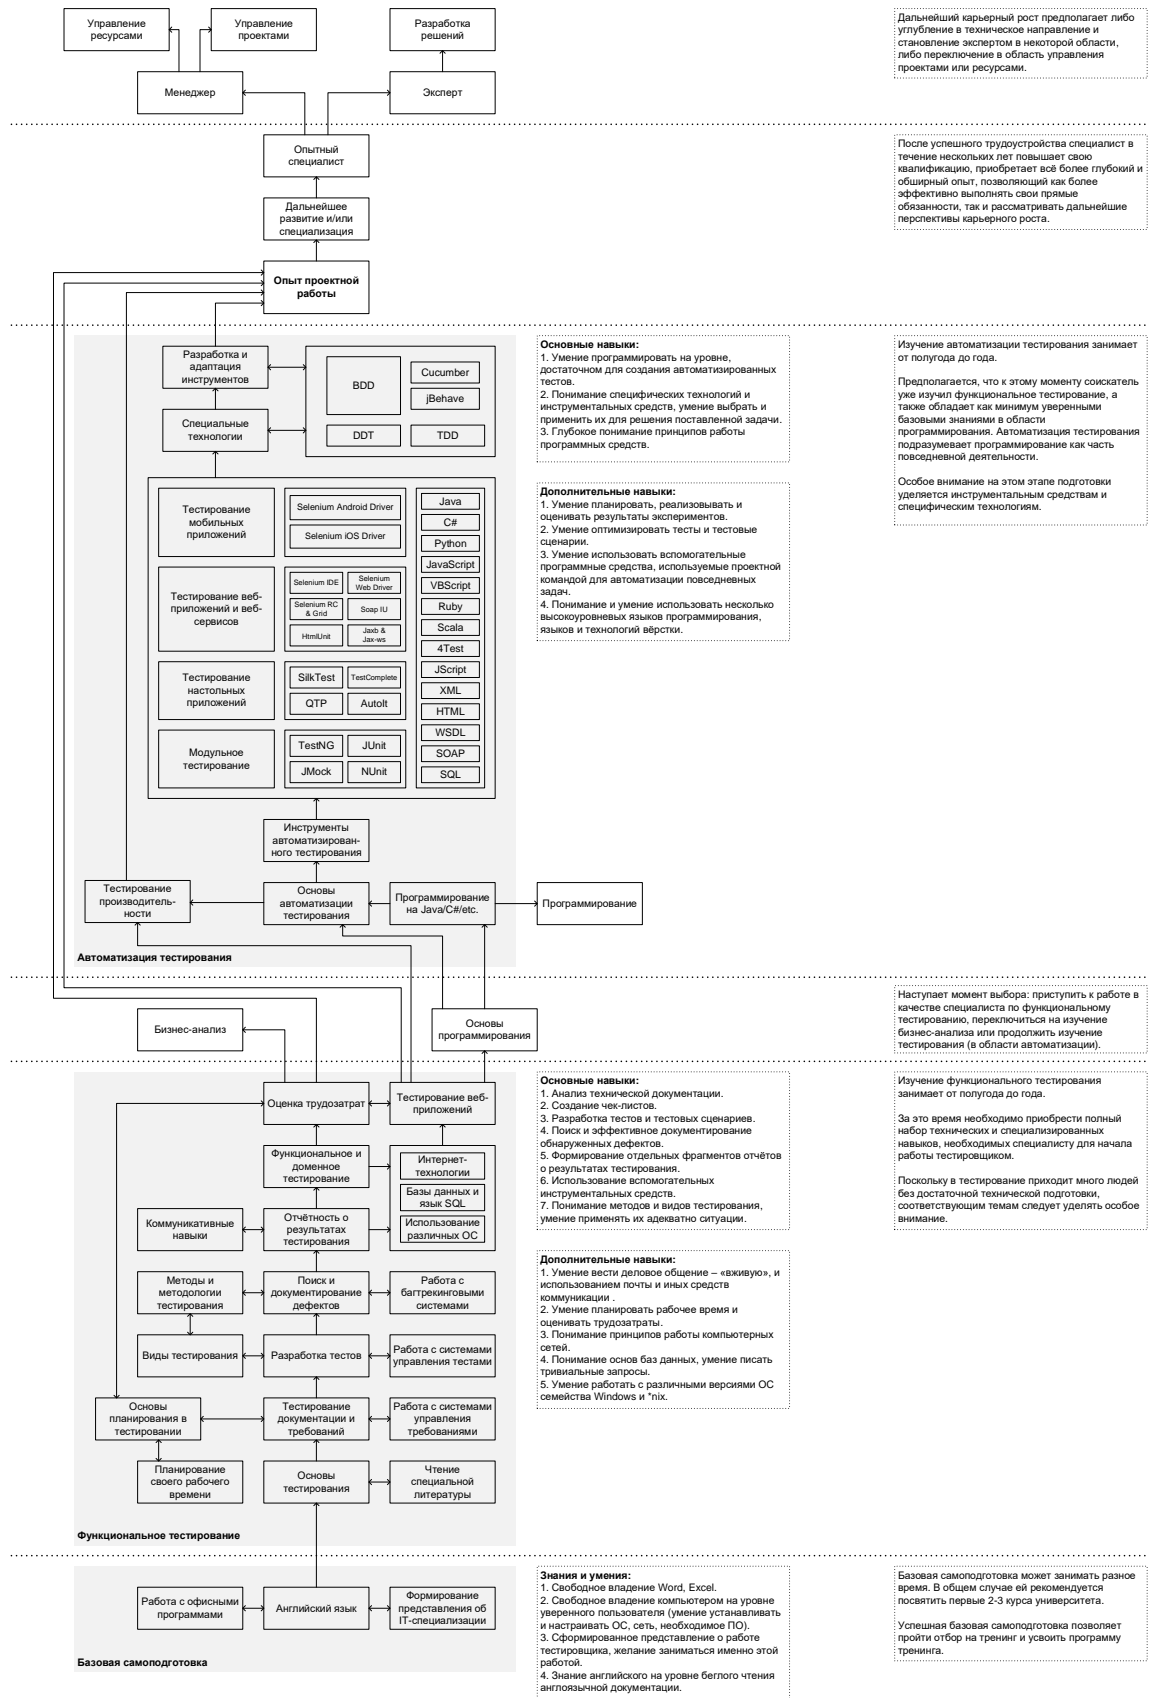 Управление
ресурсами
Управление
проектами
Разработка
решений
Дальнейший карьерный рост предполагает либо
углубление в техническое направление и
становление экспертом в некоторой области,
либо переключение в область управления
проектами или ресурсами.
Менеджер
Эксперт
Опытный
специалист
После успешного трудоустройства специалист в
течение нескольких лет повышает свою
квалификацию, приобретает всё более глубокий и
обширный опыт, позволяющий как более
эффективно выполнять свои прямые
обязанности, так и рассматривать дальнейшие
перспективы карьерного роста.
Дальнейшее
развитие и/или
специализация
Опыт проектной
работы
Разработка и
адаптация
инструментов
BDD
Cucumber
jBehave
Специальные
технологии
DDT
TDD
Основные навыки:
1. Умение программировать на уровне,
достаточном для создания автоматизированных
тестов.
2. Понимание специфических технологий и
инструментальных средств, умение выбрать и
применить их для решения поставленной задачи.
3. Глубокое понимание принципов работы
программных средств.
Изучение автоматизации тестирования занимает
от полугода до года.
Предполагается, что к этому моменту соискатель
уже изучил функциональное тестирование, а
также обладает как минимум уверенными
базовыми знаниями в области
программирования. Автоматизация тестирования
подразумевает программирование как часть
повседневной деятельности.
Особое внимание на этом этапе подготовки
уделяется инструментальным средствам и
специфическим технологиям.
Дополнительные навыки:
1. Умение планировать, реализовывать и
оценивать результаты экспериментов.
2. Умение оптимизировать тесты и тестовые
сценарии.
3. Умение использовать вспомогательные
программные средства, используемые проектной
командой для автоматизации повседневных
задач.
4. Понимание и умение использовать несколько
высокоуровневых языков программирования,
языков и технологий вёрстки.
Тестирование
мобильных
приложений
Selenium Android Driver
Selenium iOS Driver
Тестирование веб-
приложений и веб-
сервисов
Selenium IDE
Selenium
Web Driver
Selenium RC
& Grid
Soap IU
HtmlUnit
Jaxb &
Jax-ws
Тестирование
настольных
приложений
SilkTest
TestComplete
QTP
AutoIt
Модульное
тестирование
TestNG
JUnit
JMock
NUnit
Java
C#
Python
JavaScript
VBScript
Ruby
Scala
4Test
JScript
XML
HTML
WSDL
SOAP
SQL
Инструменты
автоматизирован-
ного тестирования
Тестирование
производитель-
ности
Основы
автоматизации
тестирования
Программирование
на Java/C#/etc.
Программирование
Автоматизация тестирования
Бизнес-анализ
Основы
программирования
Наступает момент выбора: приступить к работе в
качестве специалиста по функциональному
тестированию, переключиться на изучение
бизнес-анализа или продолжить изучение
тестирования (в области автоматизации).
Оценка трудозатрат
Тестирование веб-
приложений
Функциональное и
доменное
тестирование
Интернет-
технологии
Базы данных и
язык SQL
Использование
различных ОС
Коммуникативные
навыки
Отчётность о
результатах
тестирования
Методы и
методологии
тестирования
Поиск и
документирование
дефектов
Работа с
багтрекинговыми
системами
Виды тестирования
Разработка тестов
Работа с системами
управления тестами
Основы
планирования в
тестировании
Тестирование
документации и
требований
Работа с системами
управления
требованиями
Планирование
своего рабочего
времени
Основы
тестирования
Чтение
специальной
литературы
Функциональное тестирование
Основные навыки:
1. Анализ технической документации.
2. Создание чек-листов.
3. Разработка тестов и тестовых сценариев.
4. Поиск и эффективное документирование
обнаруженных дефектов.
5. Формирование отдельных фрагментов отчётов
о результатах тестирования.
6. Использование вспомогательных
инструментальных средств.
7. Понимание методов и видов тестирования,
умение применять их адекватно ситуации.
Изучение функционального тестирования
занимает от полугода до года.
За это время необходимо приобрести полный
набор технических и специализированных
навыков, необходимых специалисту для начала
работы тестировщиком.
Поскольку в тестирование приходит много людей
без достаточной технической подготовки,
соответствующим темам следует уделять особое
внимание.
Дополнительные навыки:
1. Умение вести деловое общение – «вживую», и
использованием почты и иных средств
коммуникации .
2. Умение планировать рабочее время и
оценивать трудозатраты.
3. Понимание принципов работы компьютерных
сетей.
4. Понимание основ баз данных, умение писать
тривиальные запросы.
5. Умение работать с различными версиями ОС
семейства Windows и *nix.
Работа с офисными
программами
Английский язык
Формирование
представления об
IT-специализации
Базовая самоподготовка
Знания и умения:
1. Свободное владение Word, Excel.
2. Свободное владение компьютером на уровне
уверенного пользователя (умение устанавливать
и настраивать ОС, сеть, необходимое ПО).
3. Сформированное представление о работе
тестировщика, желание заниматься именно этой
работой.
4. Знание английского на уровне беглого чтения
англоязычной документации.
Базовая самоподготовка может занимать разное
время. В общем случае ей рекомендуется
посвятить первые 2-3 курса университета.
Успешная базовая самоподготовка позволяет
пройти отбор на тренинг и усвоить программу
тренинга.